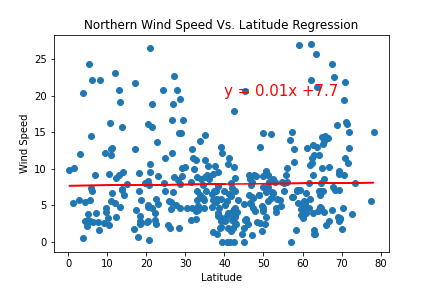 Northern Wind Speed Vs. Latitude Regression
25
20
15
10
5
0
Wind Speed
y = 0.01x +7.7
0 10 20 30 40 50 60 70 80
Latitude